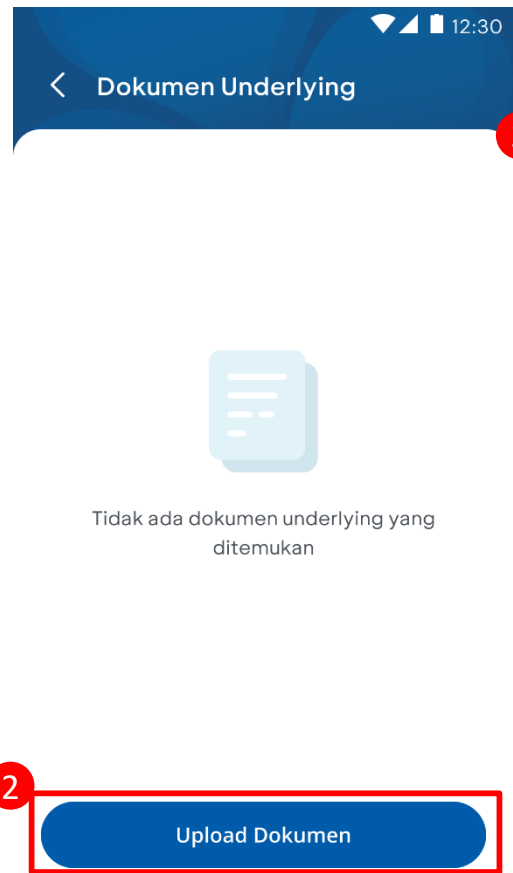 12:30
Dokumen Underlying
Tidak ada dokumen underlying yang
ditemukan
2
Upload Dokumen